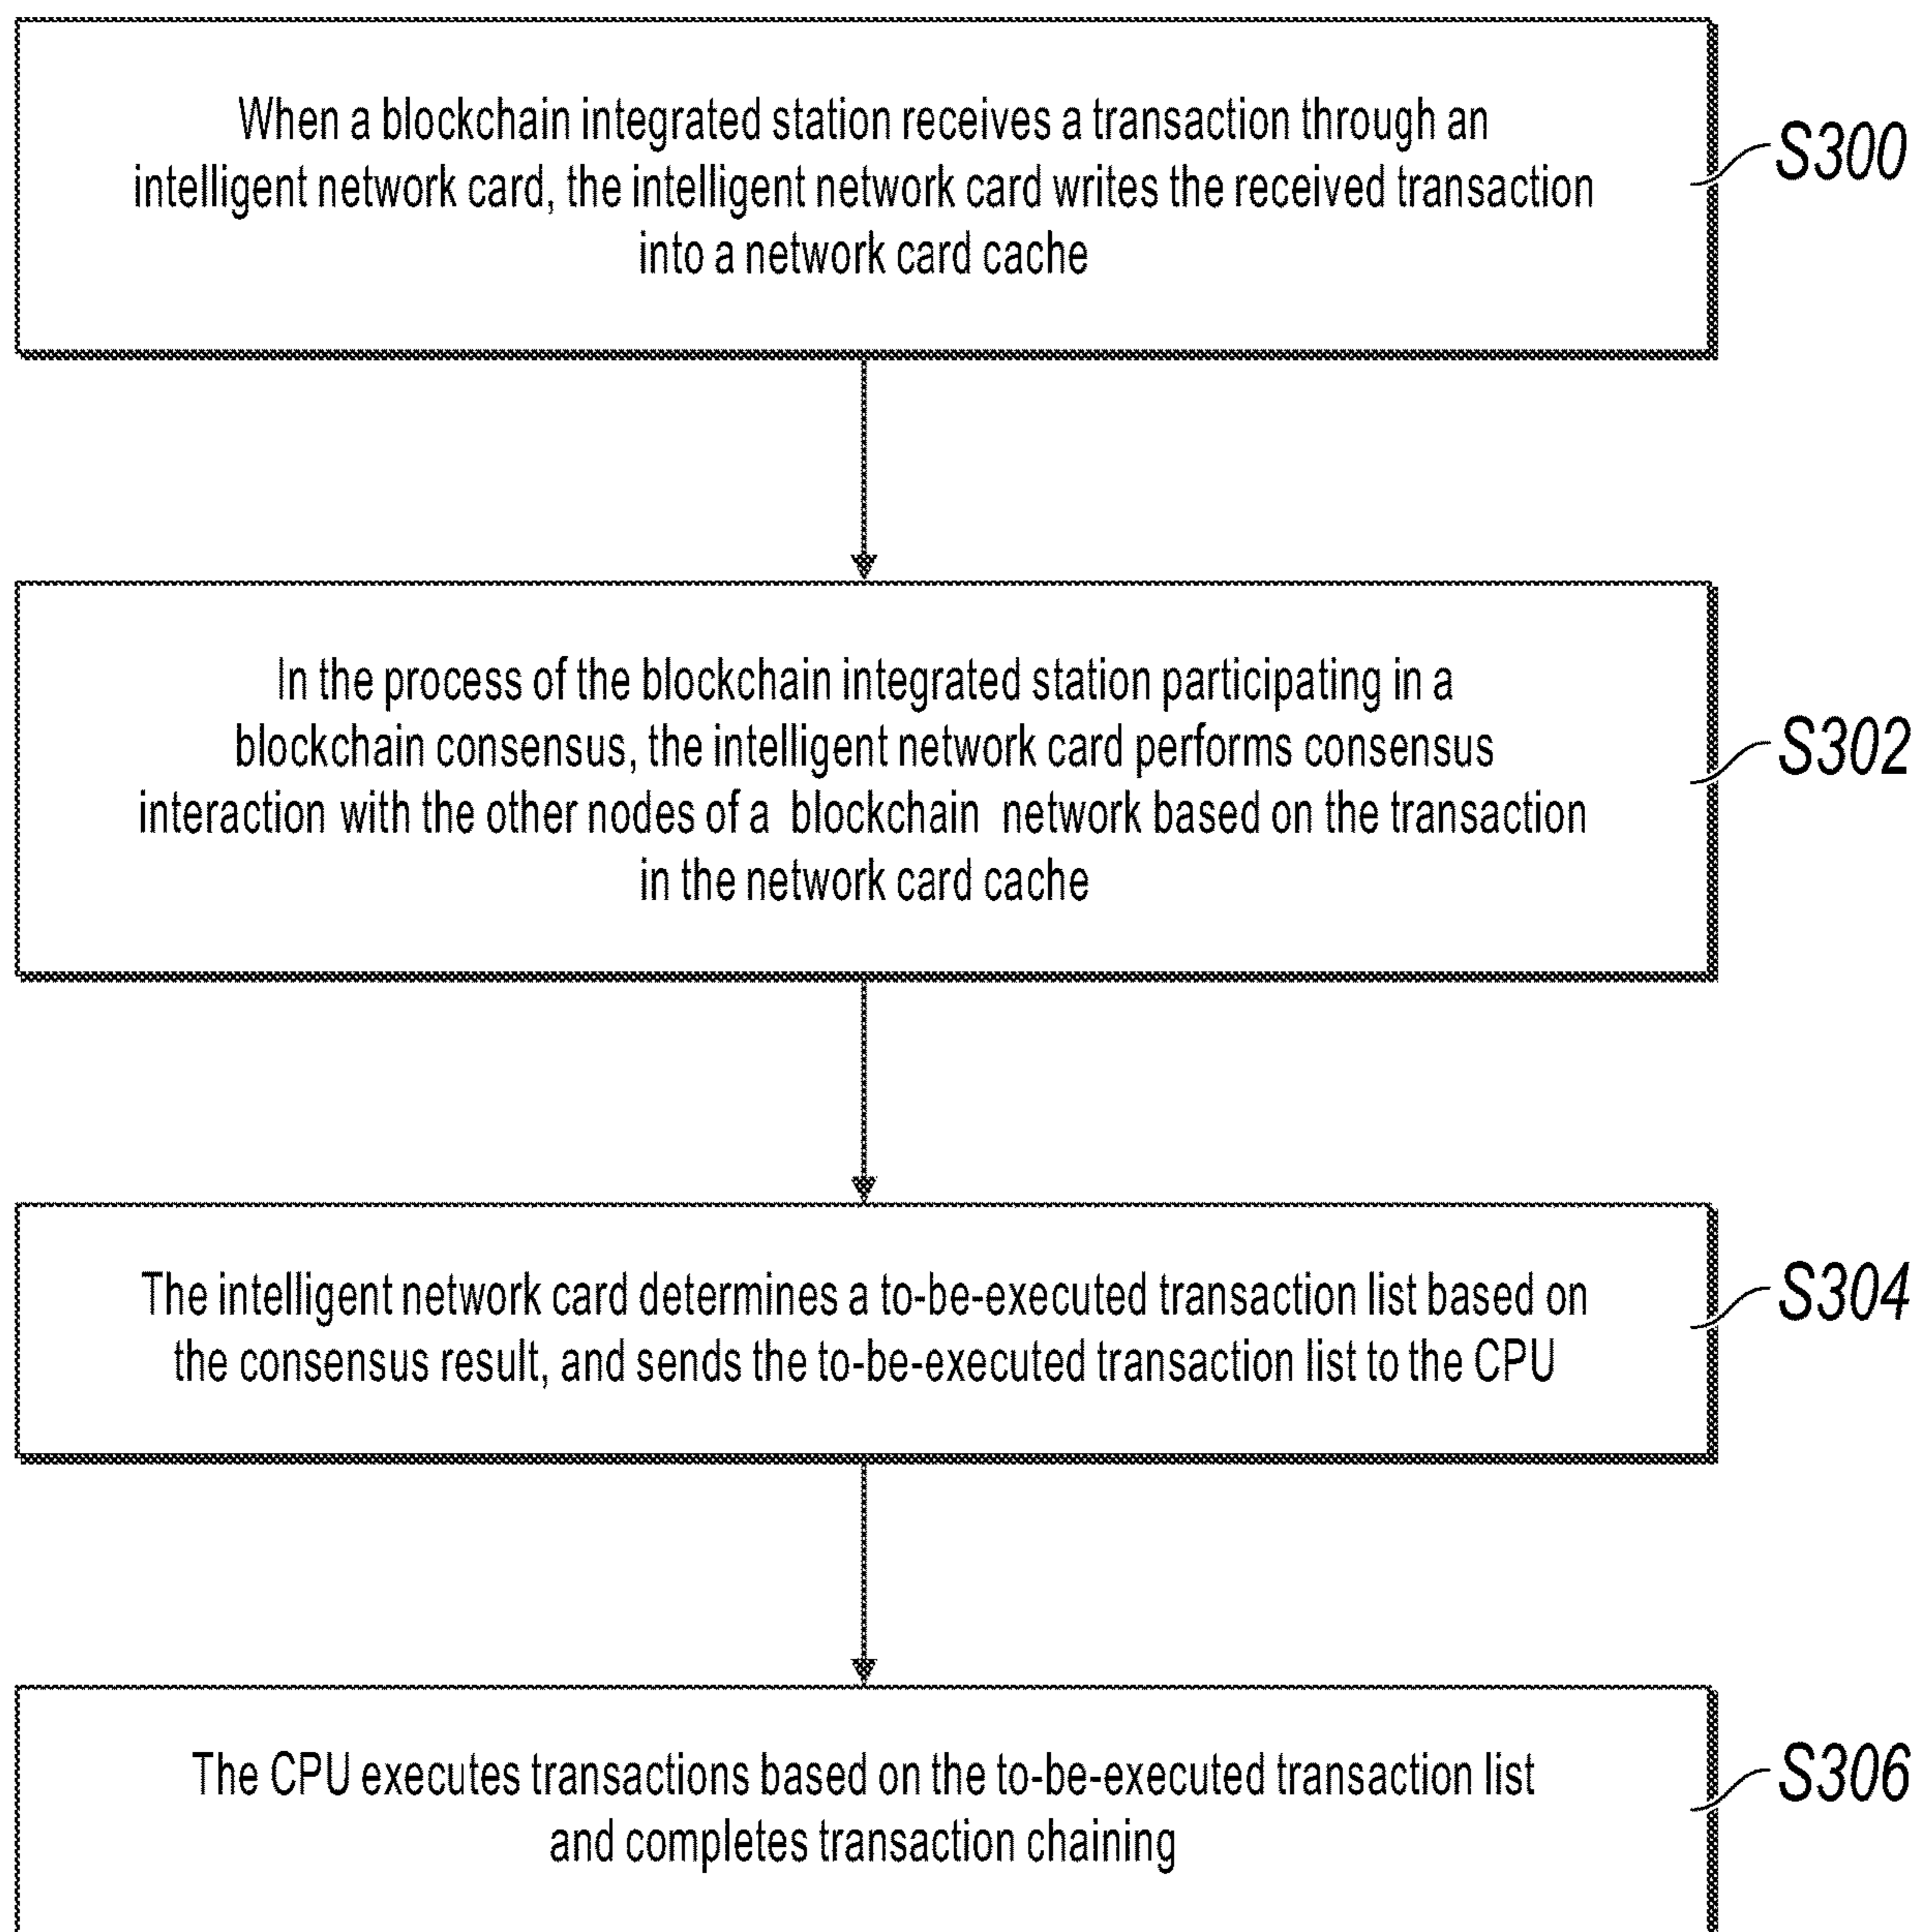 When a blockchain integrated station receives a transaction through an
intelligent network card, the intelligent network card writes the received transaction
into a network card cache
S300
In the process of the blockchain integrated station participating in a
blockchain consensus, the intelligent network card performs consensus
interaction with the other nodes of a blockchain network based on the transaction
in the network card cache
S302
The intelligent network card determines a to-be-executed transaction list based on
the consensus result, and sends the to-be-executed transaction list to the CPU
S304
The CPU executes transactions based on the to-be-executed transaction list
and completes transaction chaining
S306